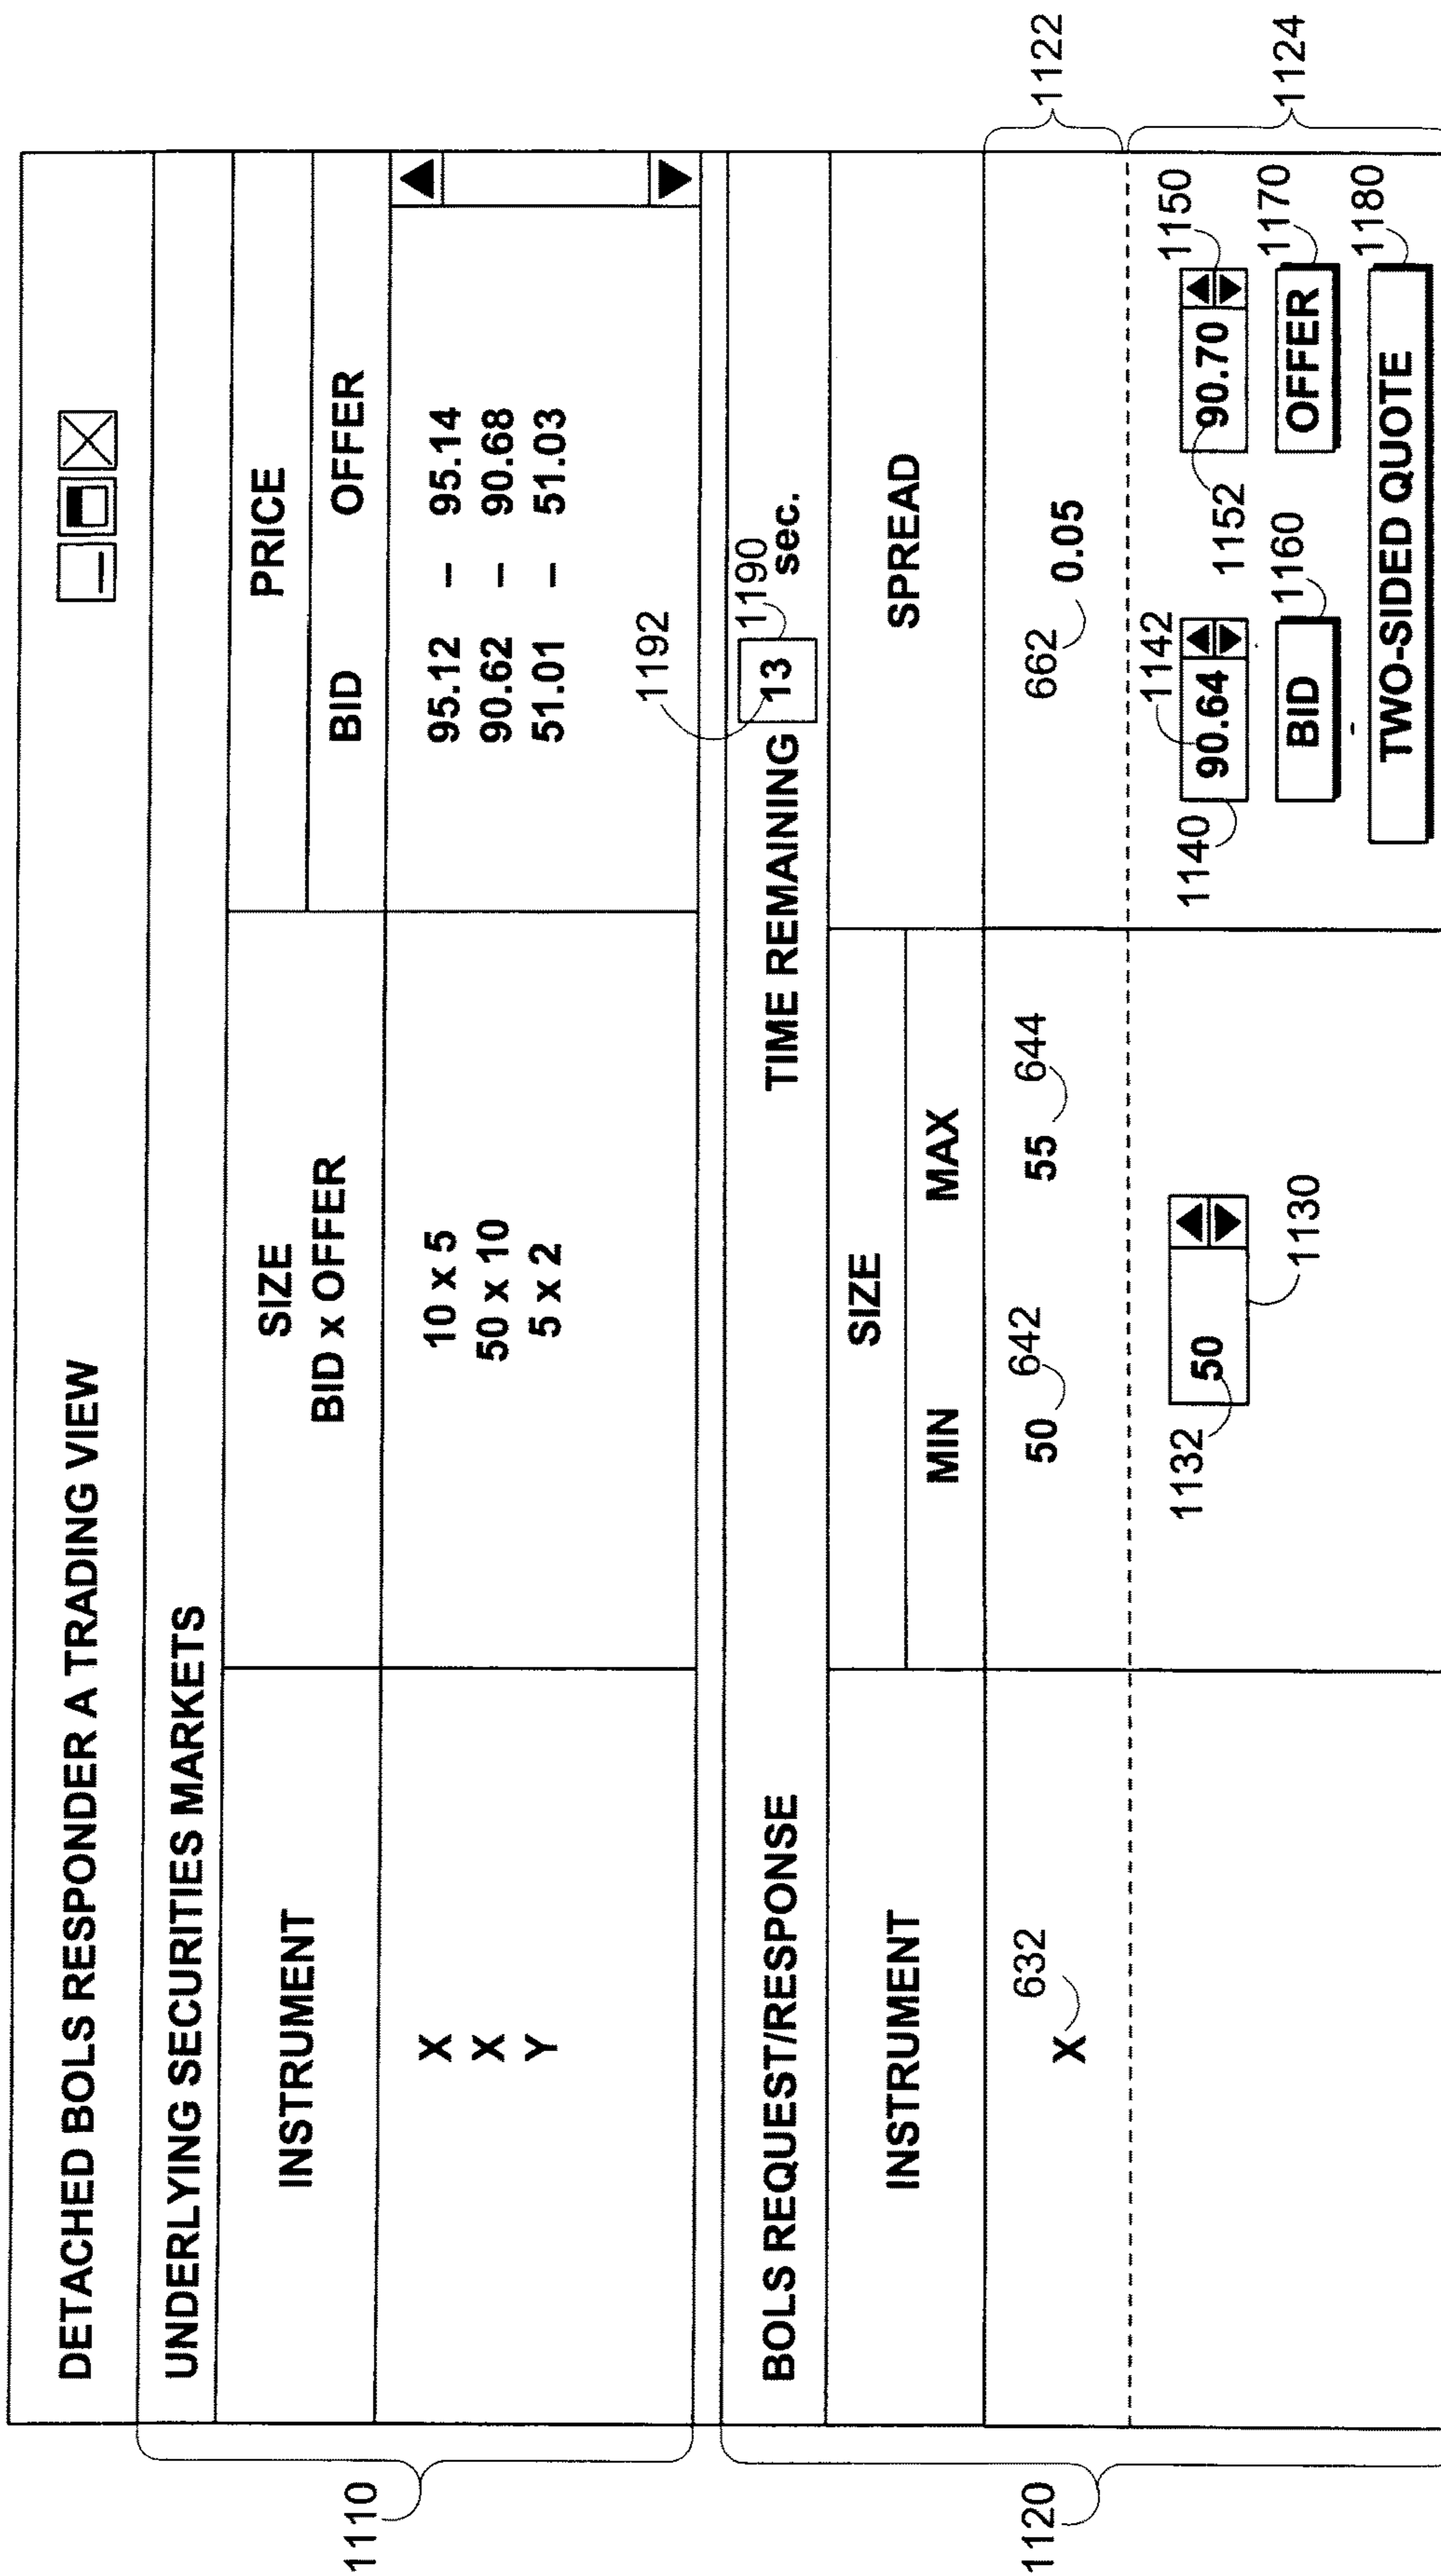 DETACHED BOLS RESPONDER A TRADING VIEW
1110
UNDERLYING SECURITIES MARKETS
INSTRUMENT
SIZE
BID x OFFER
PRICE
BID OFFER
X 10 x 5 95.12 – 95.14
X 50 x 10 90.62 – 90.68
Y 5 x 2 51.01 – 51.03
1192
1120
BOLS REQUEST/RESPONSE
TIME REMAINING 13 sec.
1190
INSTRUMENT
SIZE
MIN MAX
SPREAD
632 642 644 662
X 50 55 0.05
1122
1132 50 1130
1140 1142 1152 1150
90.64 90.70
1160 1170
BID OFFER
1180
TWO-SIDED QUOTE
1124